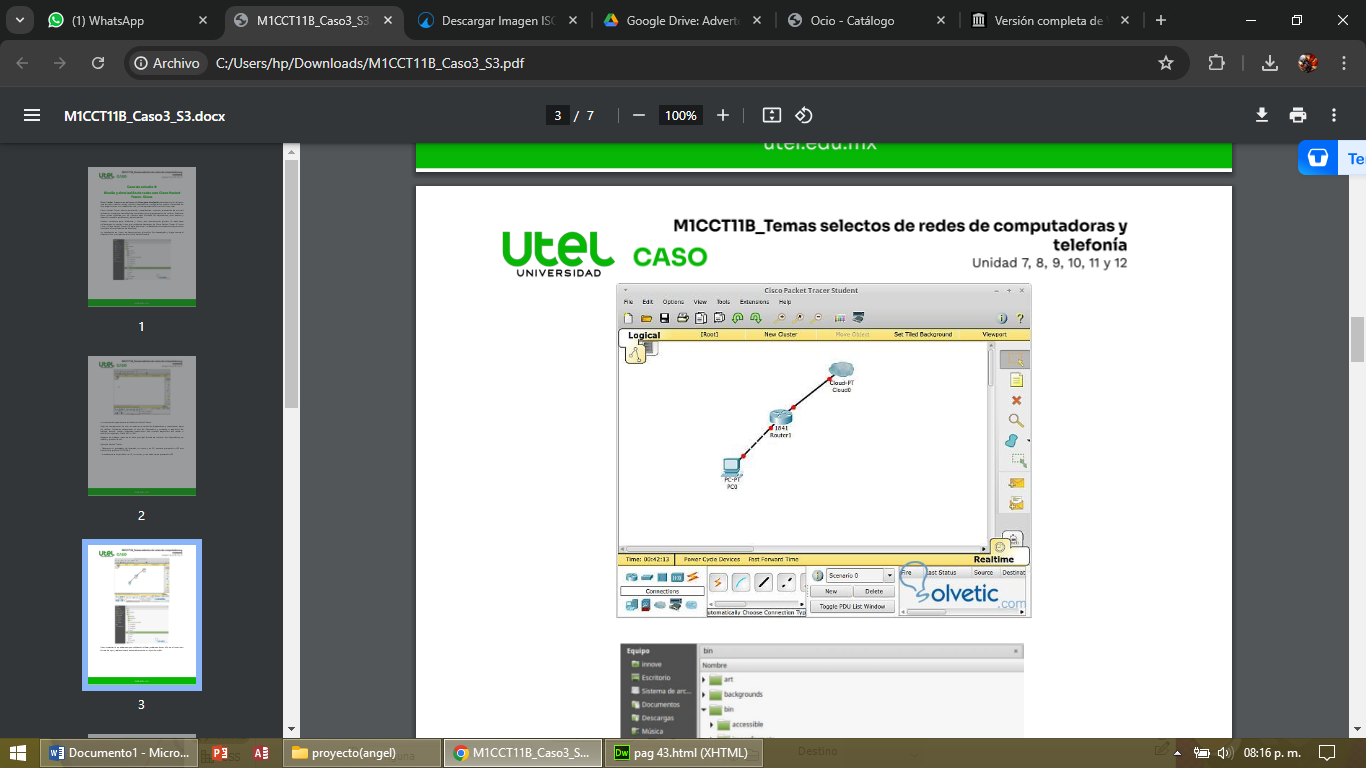 (1) WhatsApp
M1CCT11B_Caso3_S3
Descargar Imagen ISO
Google Drive: Advert
Ocio - Catálogo
Versión completa de
Archivo
C:/Users/hp/Downloads/M1CCT11B_Caso3_S3.pdf
M1CCT11B_Caso3_S3.docx
3 / 7
100%
1
2
3
utel.edu.mx
Te
utel
UNIVERSIDAD
CASO
M1CCT11B_Temas selectos de redes de computadoras y
telefonía
Unidad 7, 8, 9, 10, 11 y 12
Cisco Packet Tracer Student
File Edit Options View Tools Extensions Help
Logical
[Root]
New Cluster
Move Object
Set Tiled Background
Viewport
Cloud-PT
Cloud0
1841
Router1
PC-PT
PC0
Time: 00:42:13
Power Cycle Devices Fast Forward Time
Realtime
Connections
Automatically Choose Connection Typ
Scenario 0
New
Delete
Toggle PDU List Window
Fire
Last Status
Source
Destinat
olvetic
.com
Equipo
innove
Escritorio
Sistema de arc...
Documentos
Descargas
Música
bin
Nombre
art
backgrounds
bin
accessible
Documento1 - Micro...
proyecto(angel)
M1CCT11B_Caso3_S...
pag 43.html (XHTML)
Destino
08:16 p. m.